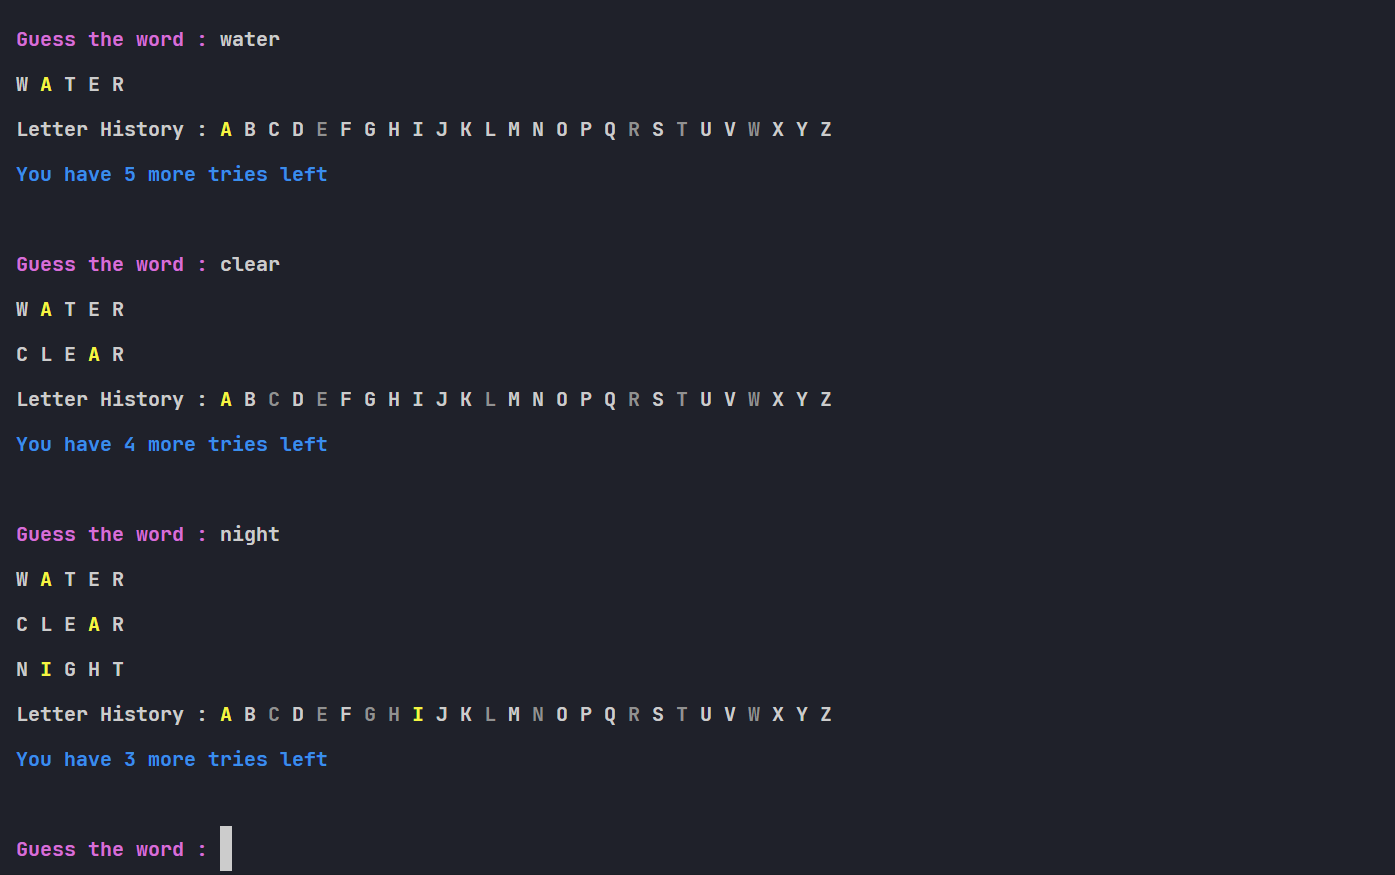 Guess the word : water
W A T E R
Letter History : A B C D E F G H I J K L M N O P Q R S T U V W X Y Z
You have 5 more tries left
Guess the word : clear
W A T E R
C L E A R
Letter History : A B C D E F G H I J K L M N O P Q R S T U V W X Y Z
You have 4 more tries left
Guess the word : night
W A T E R
C L E A R
N I G H T
Letter History : A B C D E F G H I J K L M N O P Q R S T U V W X Y Z
You have 3 more tries left
Guess the word :